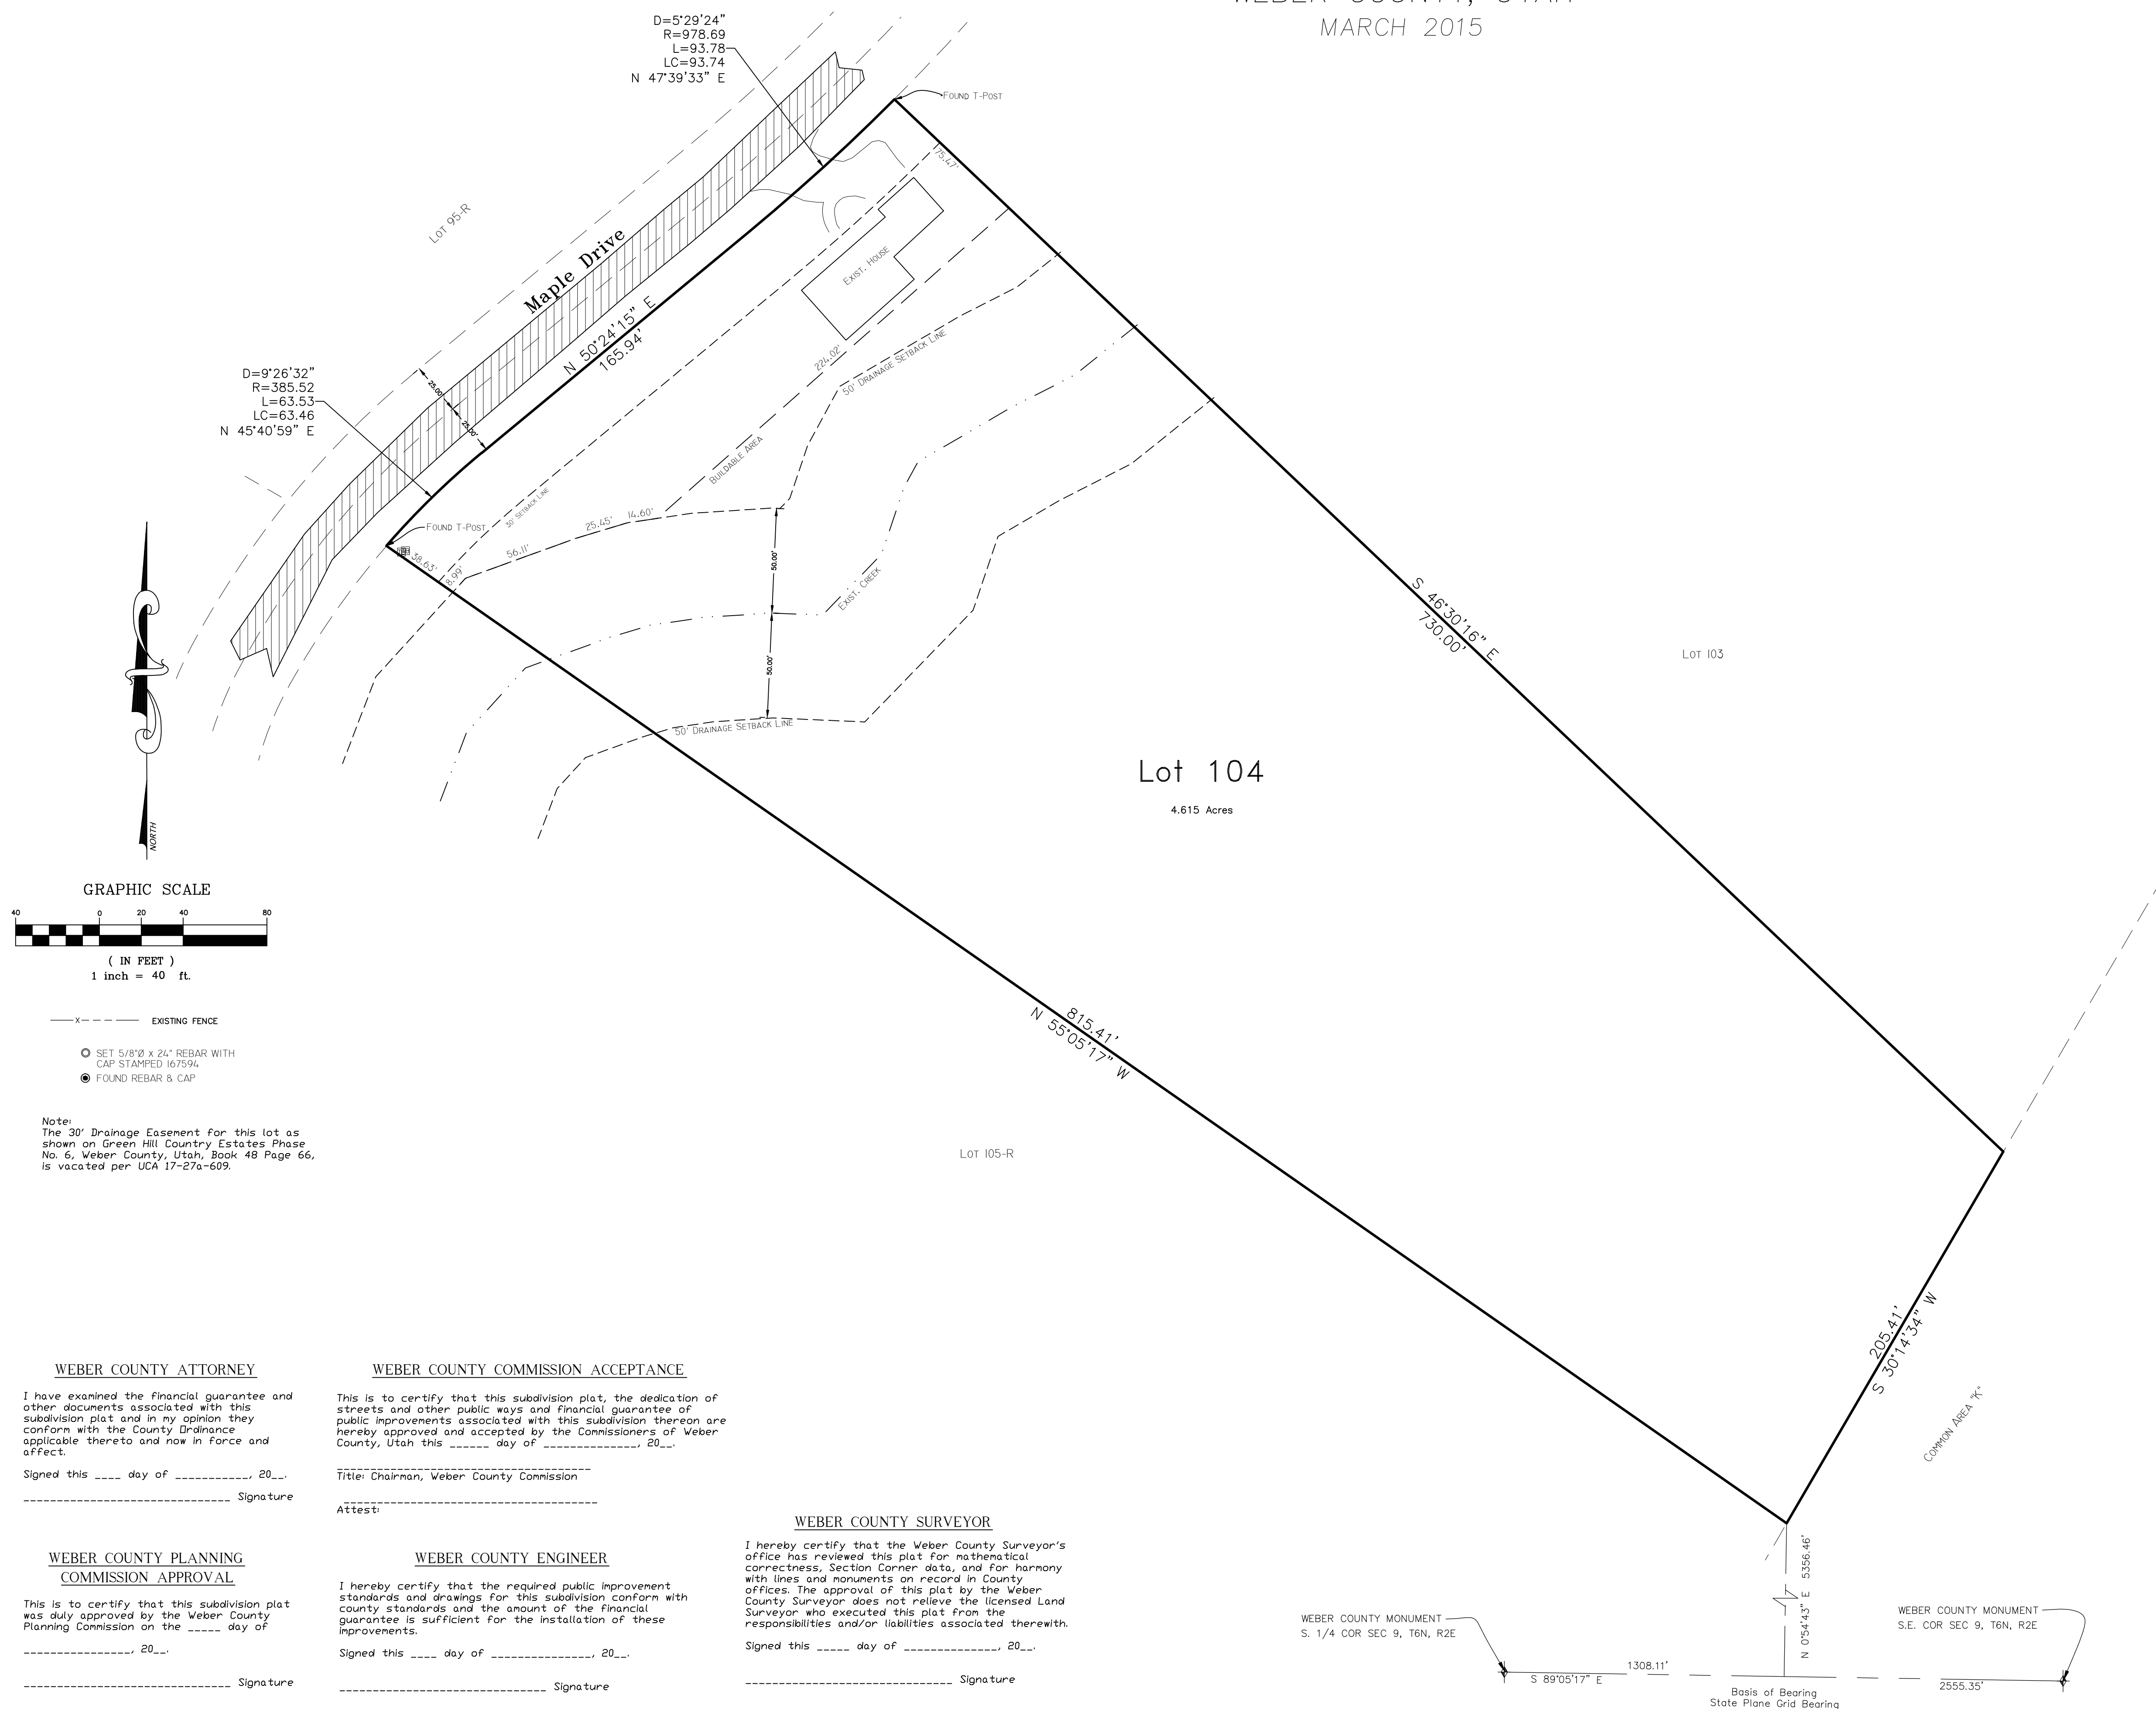 MARCH 2015
D=5°29'24"
R=978.69
L=93.78
LC=93.74
N 47°39'33" E
FOUND T-POST
75.47'
LOT 95-R
Maple Drive
EXIST. HOUSE
N 50°24'15" E
165.94'
224.02'
50' DRAINAGE SETBACK LINE
D=9°26'32"
R=385.52
L=63.53
LC=63.46
N 45°40'59" E
25.00'
25.00'
BUILDABLE AREA
30' SETBACK LINE
FOUND T-POST
25.45'
14.60'
56.11'
38.63'
8.99'
50.00'
EXIST. CREEK
50.00'
50' DRAINAGE SETBACK LINE
S 46°30'16" E
730.00'
LOT 103
Lot 104
4.615 Acres
NORTH
GRAPHIC SCALE
40 0 20 40 80
( IN FEET )
1 inch = 40 ft.
X EXISTING FENCE
SET 5/8"Ø x 24" REBAR WITH
CAP STAMPED 167594
FOUND REBAR & CAP
815.41'
N 55°05'17" W
Note:
The 30' Drainage Easement for this lot as
shown on Green Hill Country Estates Phase
No. 6, Weber County, Utah, Book 48 Page 66,
is vacated per UCA 17-27a-609.
LOT 105-R
205.41'
S 30°14'34" W
COMMON AREA "K"
WEBER COUNTY ATTORNEY
I have examined the financial guarantee and
other documents associated with this
subdivision plat and in my opinion they
conform with the County Ordinance
applicable thereto and now in force and
affect.
Signed this ____ day of ___________, 20__.
_______________________________ Signature
WEBER COUNTY COMMISSION ACCEPTANCE
This is to certify that this subdivision plat, the dedication of
streets and other public ways and financial guarantee of
public improvements associated with this subdivision thereon are
hereby approved and accepted by the Commissioners of Weber
County, Utah this ______ day of ______________, 20__.
Title: Chairman, Weber County Commission
Attest:
WEBER COUNTY PLANNING
COMMISSION APPROVAL
This is to certify that this subdivision plat
was duly approved by the Weber County
Planning Commission on the _____ day of
________________, 20__.
_______________________________ Signature
WEBER COUNTY ENGINEER
I hereby certify that the required public improvement
standards and drawings for this subdivision conform with
county standards and the amount of the financial
guarantee is sufficient for the installation of these
improvements.
Signed this ____ day of _______________, 20__.
_______________________________ Signature
WEBER COUNTY SURVEYOR
I hereby certify that the Weber County Surveyor's
office has reviewed this plat for mathematical
correctness, Section Corner data, and for harmony
with lines and monuments on record in County
offices. The approval of this plat by the Weber
County Surveyor does not relieve the licensed Land
Surveyor who executed this plat from the
responsibilities and/or liabilities associated therewith.
Signed this _____ day of ______________, 20__.
_______________________________ Signature
N 0°54'43" E 5356.46'
WEBER COUNTY MONUMENT
S. 1/4 COR SEC 9, T6N, R2E
WEBER COUNTY MONUMENT
S.E. COR SEC 9, T6N, R2E
1308.11'
S 89°05'17" E
2555.35'
Basis of Bearing
State Plane Grid Bearing